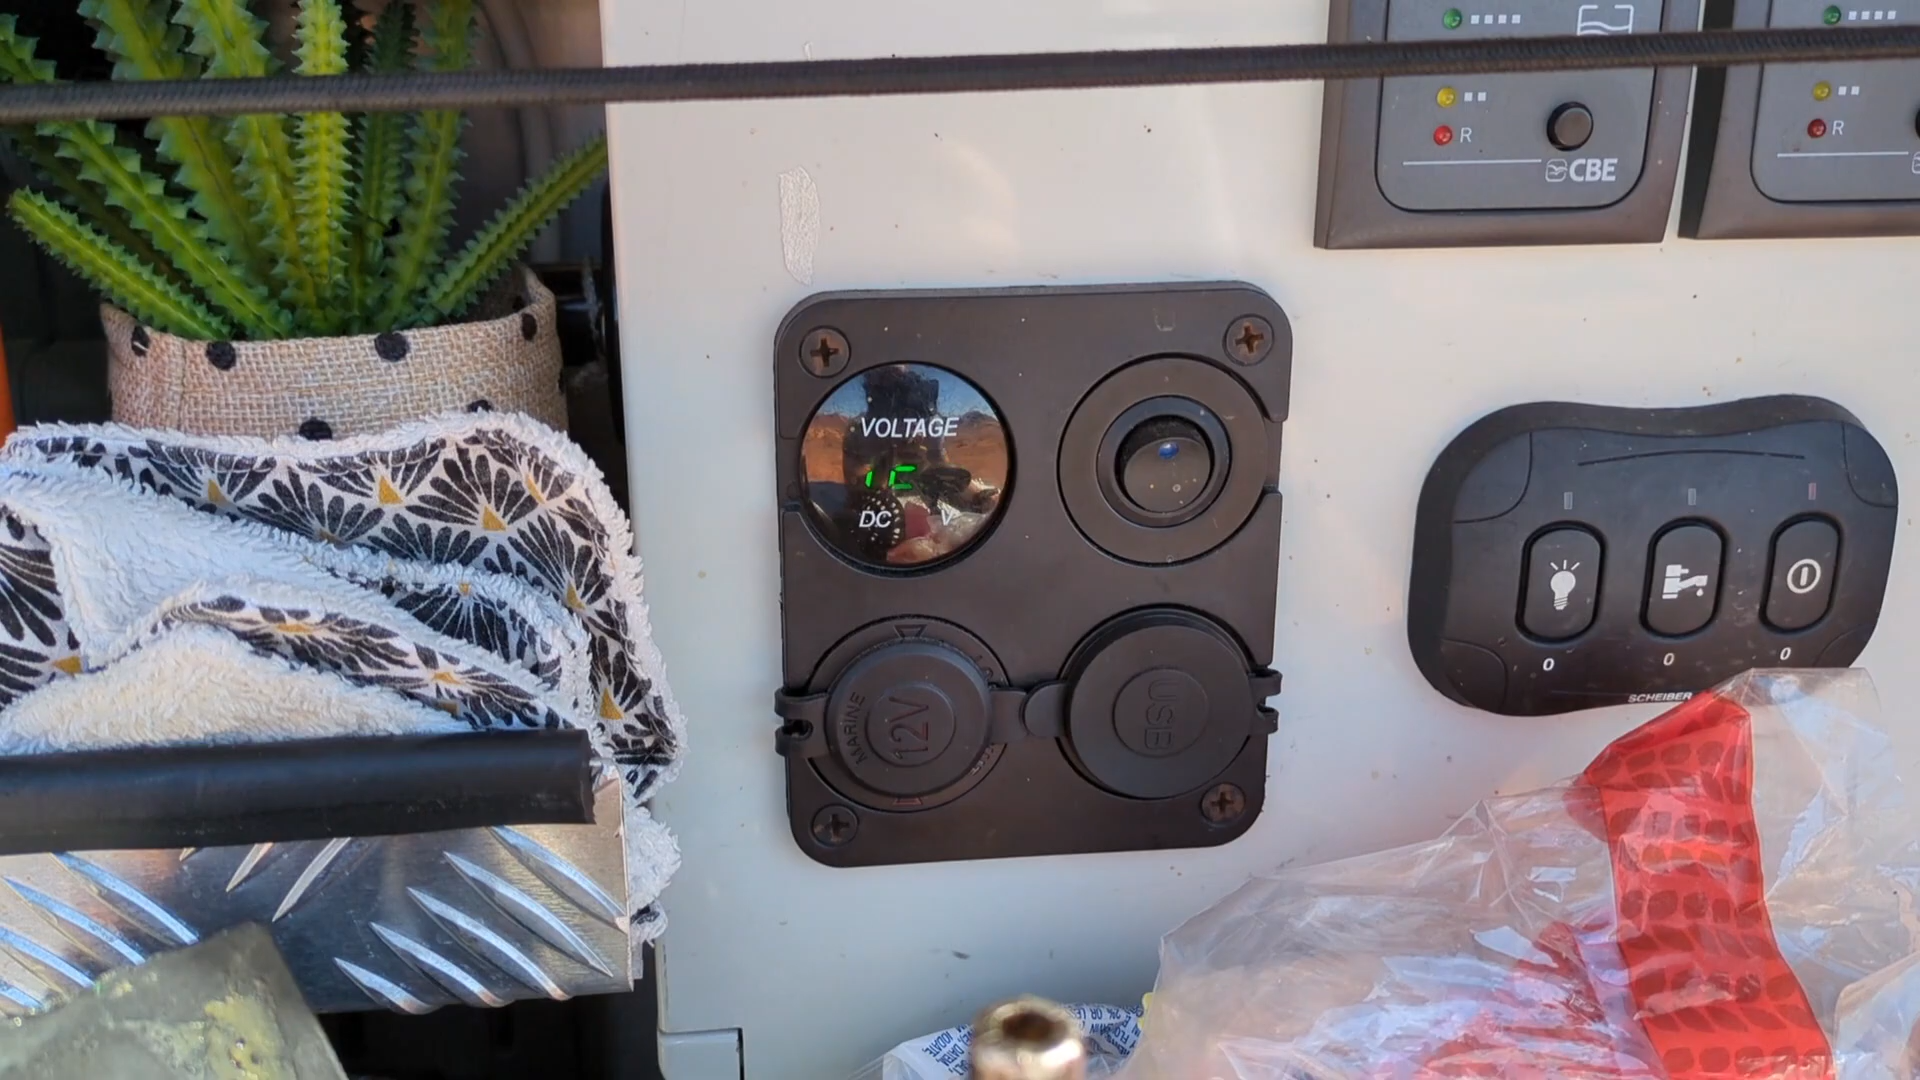 R
CBE
R
VOLTAGE
DC V
MARINE
12V
USB
0 0 0
SCHEIBER